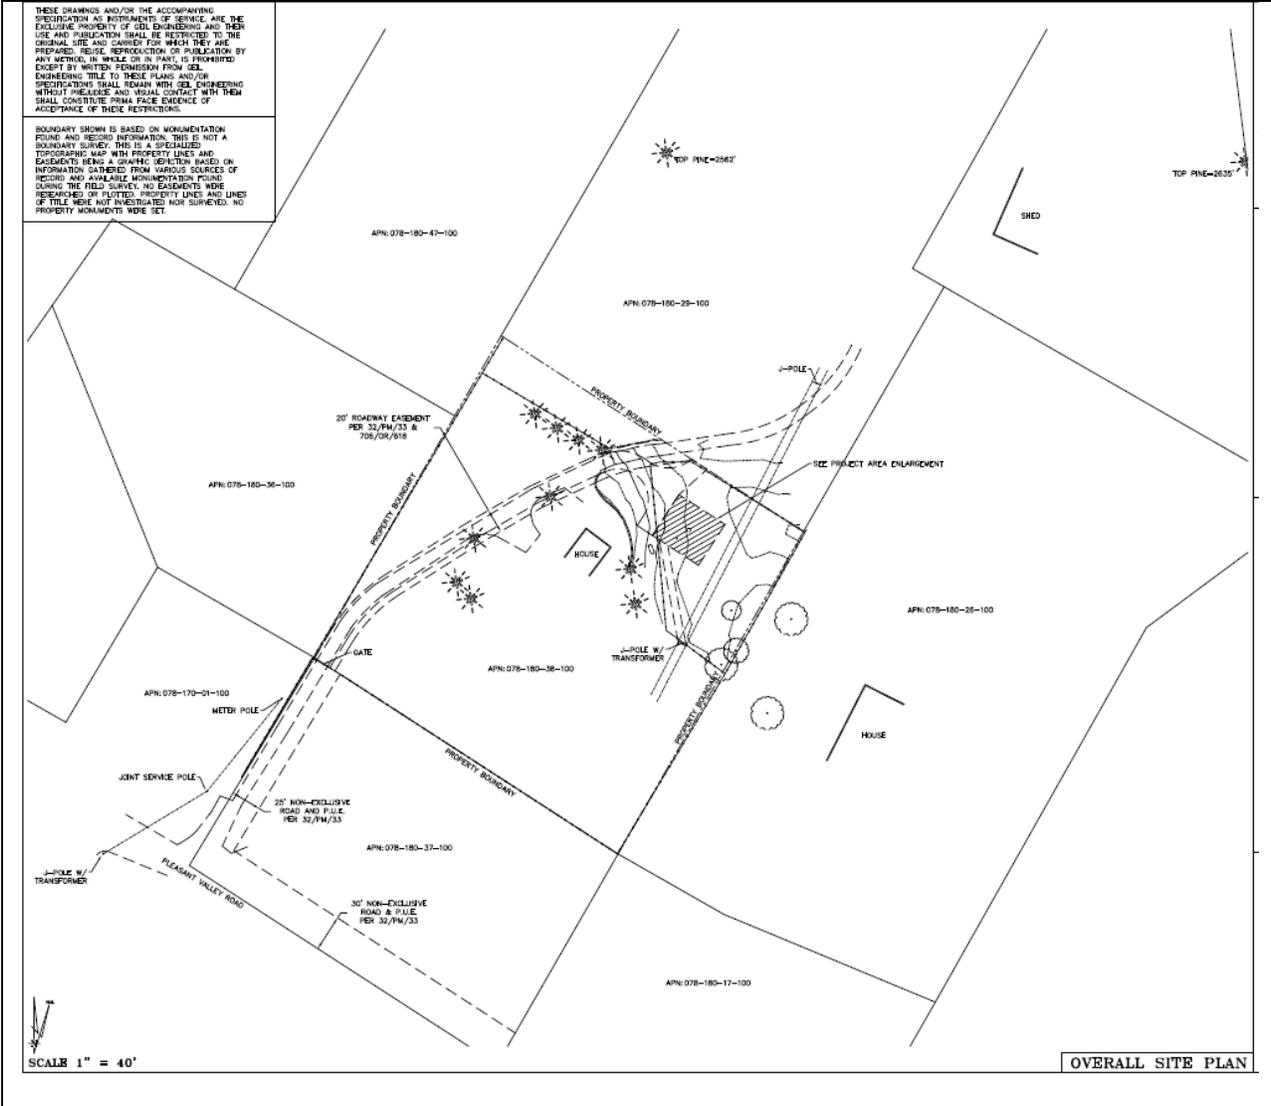 THESE DRAWINGS AND/OR THE ACCOMPANYING
SPECIFICATION AS INSTRUMENTS OF SERVICE, ARE THE
EXCLUSIVE PROPERTY OF GEIL ENGINEERING AND THEIR
USE AND PUBLICATION SHALL BE RESTRICTED TO THE
ORIGINAL SITE AND CARRIER FOR WHICH THEY ARE
PREPARED. REUSE, REPRODUCTION OR PUBLICATION BY
ANY METHOD, IN WHOLE OR IN PART, IS PROHIBITED
EXCEPT BY WRITTEN PERMISSION FROM GEIL
ENGINEERING TITLE TO THESE PLANS AND/OR
SPECIFICATIONS SHALL REMAIN WITH GEIL ENGINEERING
WITHOUT PREJUDICE AND VISUAL CONTACT WITH THEM
SHALL CONSTITUTE PRIMA FACIE EVIDENCE OF
ACCEPTANCE OF THESE RESTRICTIONS.
BOUNDARY SHOWN IS BASED ON MONUMENTATION
FOUND AND RECORD INFORMATION. THIS IS NOT A
BOUNDARY SURVEY. THIS IS A SPECIALIZED
TOPOGRAPHIC MAP WITH PROPERTY LINES AND
EASEMENTS BEING A GRAPHIC DEPICTION BASED ON
INFORMATION GATHERED FROM VARIOUS SOURCES OF
RECORD AND AVAILABLE MONUMENTATION FOUND
DURING THE FIELD SURVEY. NO EASEMENTS WERE
RESEARCHED OR PLOTTED. PROPERTY LINES AND LINES
OF TITLE WERE NOT INVESTIGATED NOR SURVEYED. NO
PROPERTY MONUMENTS WERE SET.
TOP PINE=2562'
TOP PINE=2635'
SHED
APN: 078-180-47-100
APN: 078-180-29-100
J-POLE
PROPERTY BOUNDARY
20' ROADWAY EASEMENT
PER 32/PM/33 &
706/OR/618
SEE PROJECT AREA ENLARGEMENT
APN: 078-180-36-100
PROPERTY BOUNDARY
HOUSE
APN: 078-180-26-100
GATE
J-POLE W/
TRANSFORMER
APN: 078-180-38-100
APN: 078-170-01-100
METER POLE
PROPERTY BOUNDARY
HOUSE
PROPERTY BOUNDARY
JOINT SERVICE POLE
25' NON-EXCLUSIVE
ROAD AND P.U.E.
PER 32/PM/33
APN: 078-180-37-100
J-POLE W/
TRANSFORMER
PLEASANT VALLEY ROAD
30' NON-EXCLUSIVE
ROAD & P.U.E.
PER 32/PM/33
APN: 078-180-17-100
SCALE 1" = 40'
OVERALL SITE PLAN